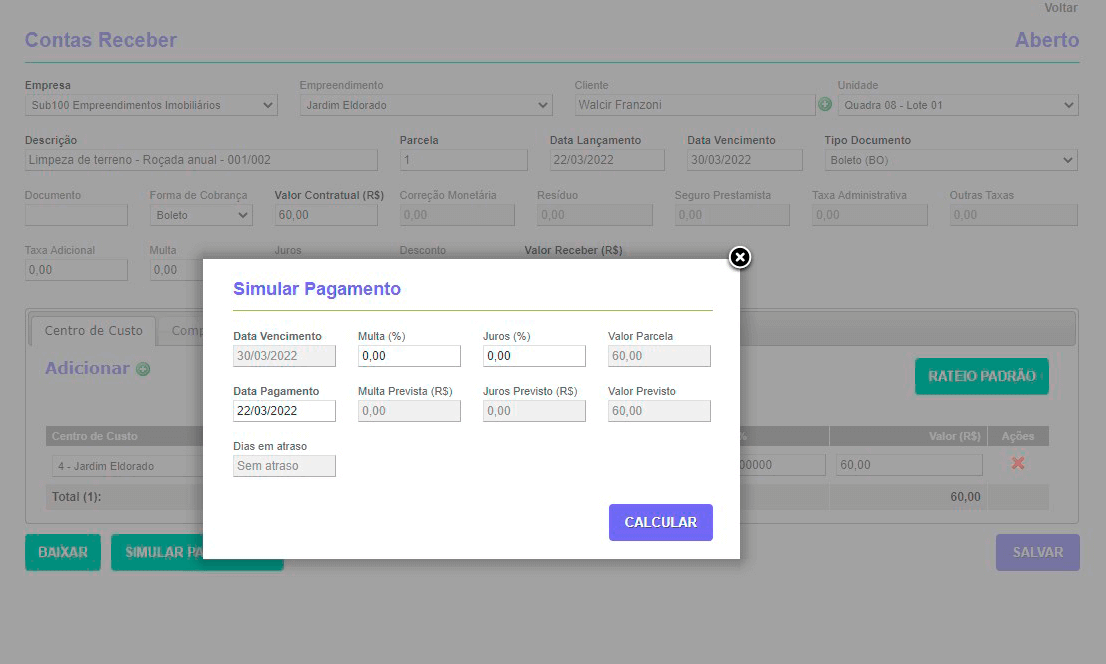 Voltar
Contas Receber Aberto
Empresa Empreendimento Cliente Unidade
Sub100 Empreendimentos Imobiliários Jardim Eldorado Walcir Franzoni Quadra 08 - Lote 01
Descrição Parcela Data Lançamento Data Vencimento Tipo Documento
Limpeza de terreno - Roçada anual - 001/002 1 22/03/2022 30/03/2022 Boleto (BO)
Documento Forma de Cobrança Valor Contratual (R$) Correção Monetária Resíduo Seguro Prestamista Taxa Administrativa Outras Taxas
Boleto 60,00 0,00 0,00 0,00 0,00 0,00
Taxa Adicional Multa Juros Desconto Valor Receber (R$)
0,00 0,00
Simular Pagamento
Data Vencimento Multa (%) Juros (%) Valor Parcela
30/03/2022 0,00 0,00 60,00
Data Pagamento Multa Prevista (R$) Juros Previsto (R$) Valor Previsto
22/03/2022 0,00 0,00 60,00
Dias em atraso
Sem atraso
CALCULAR
Centro de Custo
Adicionar RATEIO PADRÃO
Centro de Custo % Valor (R$) Ações
4 - Jardim Eldorado 60,00
Total (1): 60,00
BAIXAR SIMULAR SALVAR